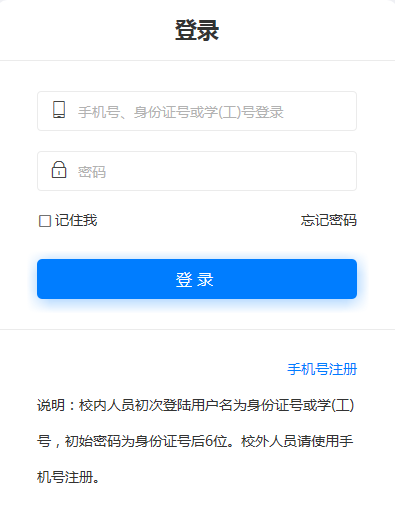 登录
手机号、身份证号或学(工)号登录
密码
记住我
忘记密码
登 录
手机号注册
说明：校内人员初次登陆用户名为身份证号或学(工)
号，初始密码为身份证号后6位。校外人员请使用手
机号注册。